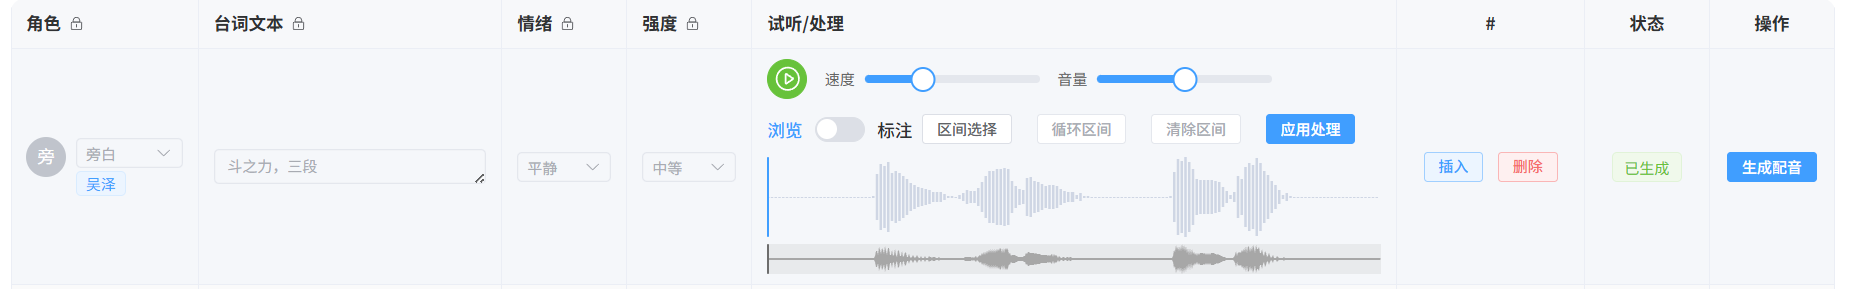 角色 台词文本 情绪 强度 试听/处理 # 状态 操作
速度 音量
浏览 标注 区间选择 循环区间 清除区间 应用处理
旁 旁白 斗之力，三段 平静 中等 插入 删除 已生成 生成配音
吴泽